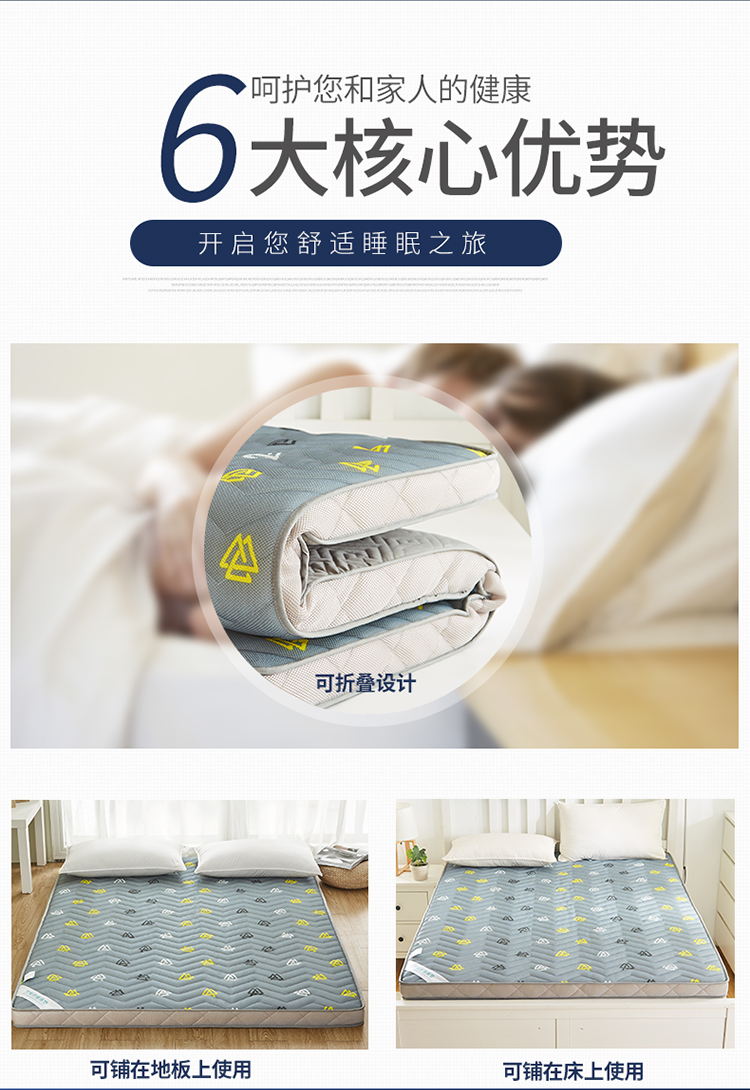 呵护您和家人的健康
6大核心优势
开启您舒适睡眠之旅
可折叠设计
可铺在地板上使用
可铺在床上使用